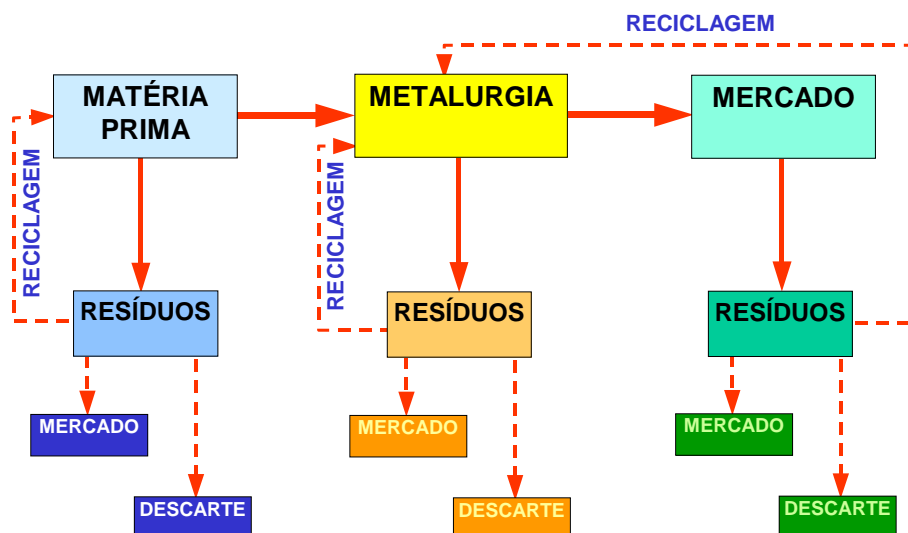 RECICLAGEM
MATÉRIA
PRIMA
METALURGIA
MERCADO
RECICLAGEM
RECICLAGEM
RESÍDUOS
RESÍDUOS
RESÍDUOS
MERCADO
MERCADO
MERCADO
DESCARTE
DESCARTE
DESCARTE